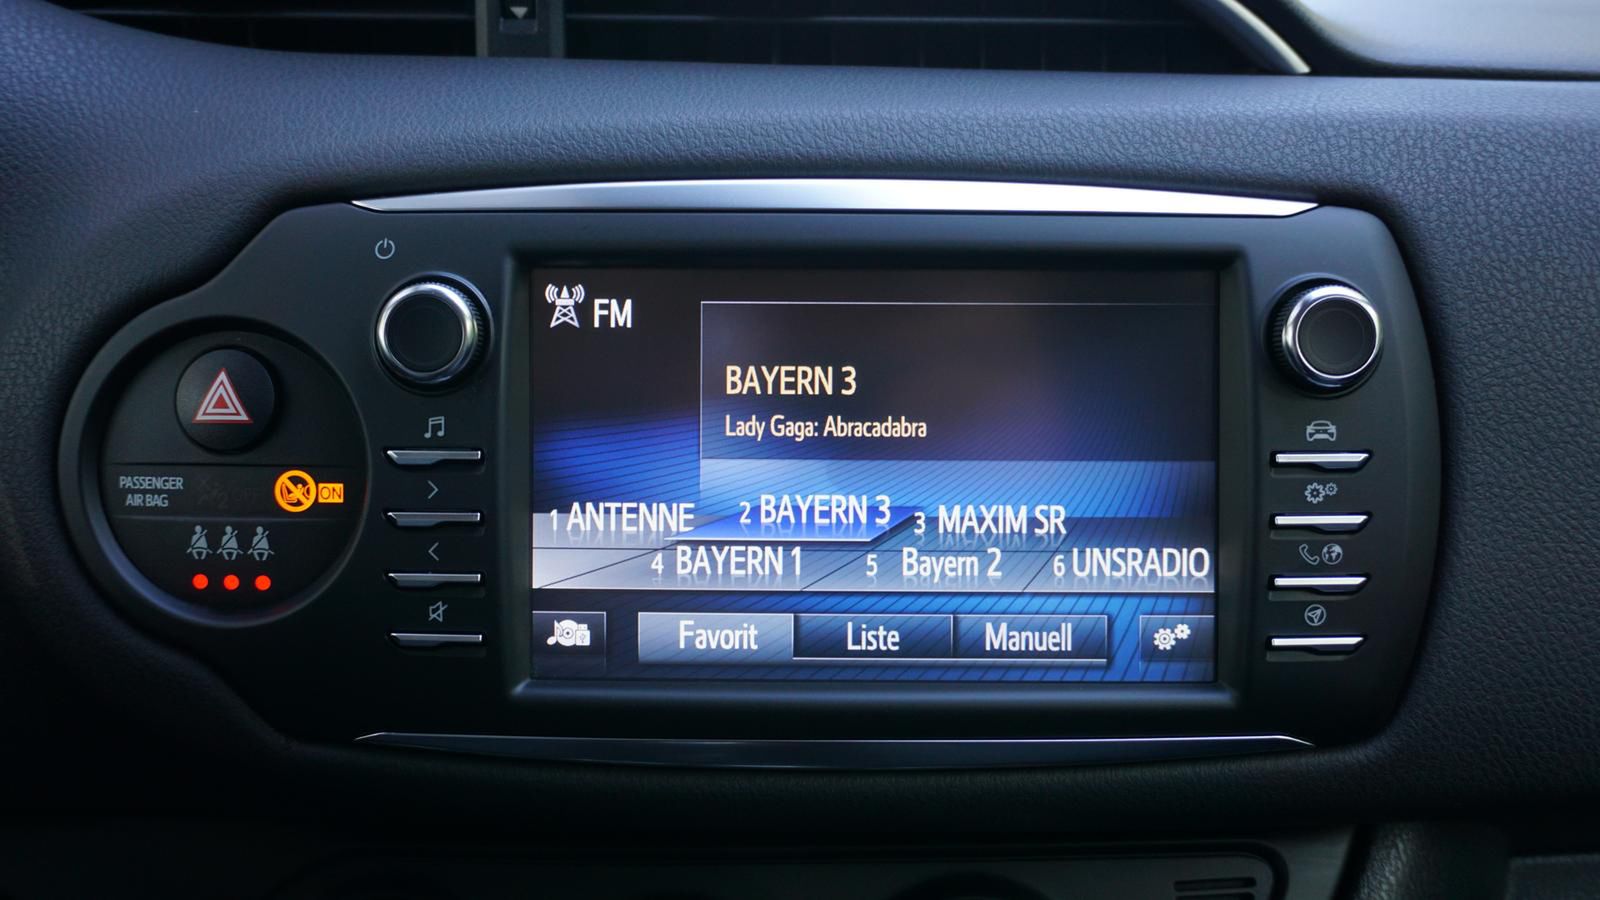 FM
BAYERN 3
Lady Gaga: Abracadabra
1 ANTENNE
2 BAYERN 3
3 MAXIM SR
4 BAYERN 1
5 Bayern 2
6 UNSRADIO
Favorit
Liste
Manuell
PASSENGER
AIR BAG
OFF
ON